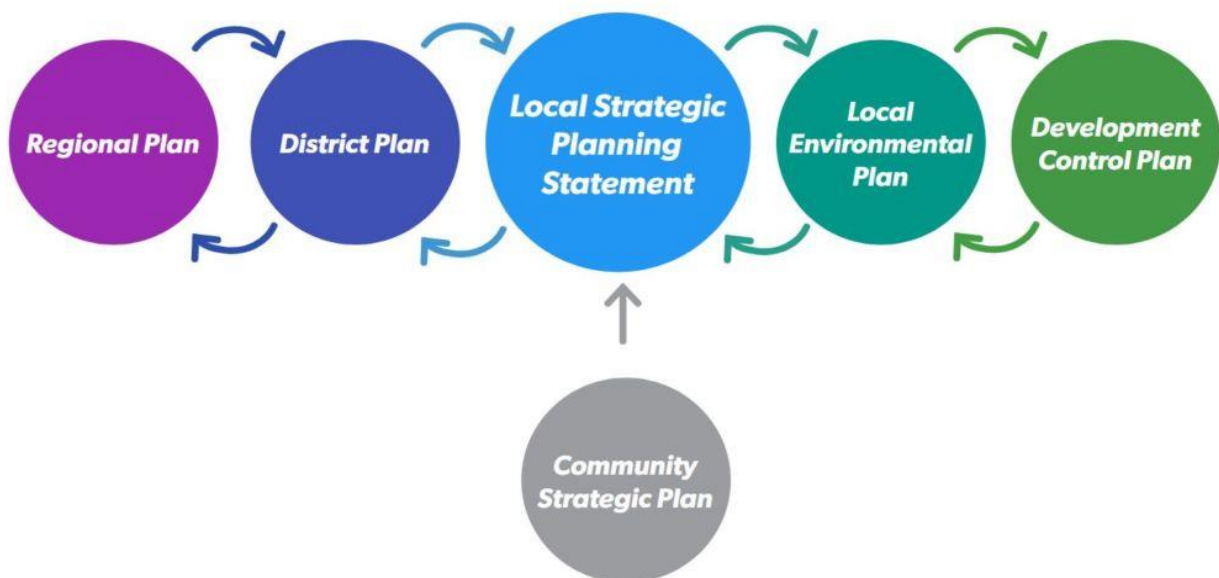 Regional Plan
District Plan
Local Strategic
Planning
Statement
Local
Environmental
Plan
Development
Control Plan
Community
Strategic Plan